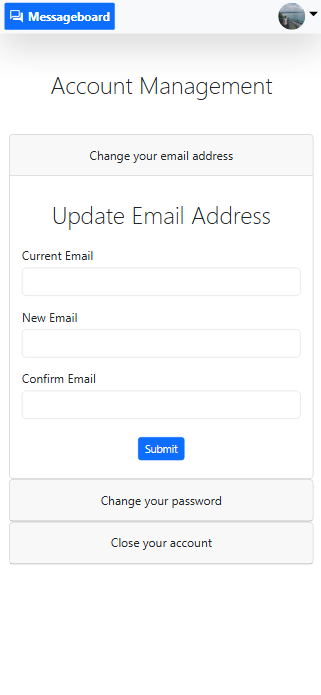 Messageboard
Account Management
Change your email address
Update Email Address
Current Email
New Email
Confirm Email
Submit
Change your password
Close your account